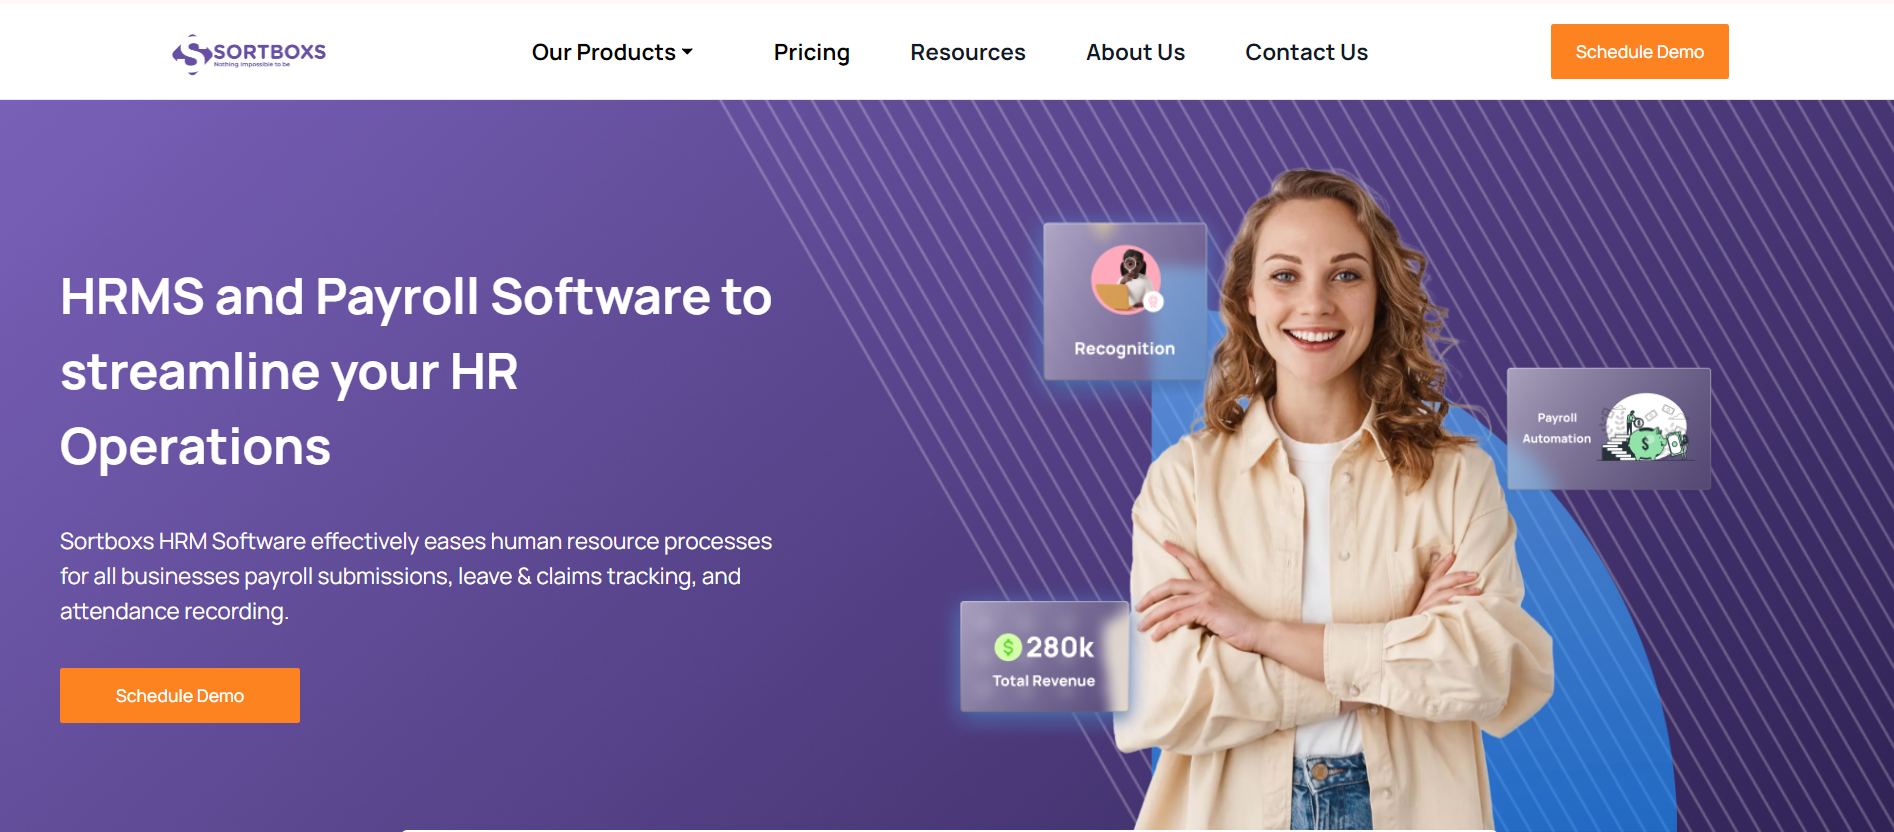 SORTBOXS
Nothing impossible to be
Our Products
Pricing
Resources
About Us
Contact Us
Schedule Demo
HRMS and Payroll Software to
streamline your HR
Operations
Sortboxs HRM Software effectively eases human resource processes
for all businesses payroll submissions, leave & claims tracking, and
attendance recording.
Schedule Demo
Recognition
Payroll
Automation
$
$ 280k
Total Revenue